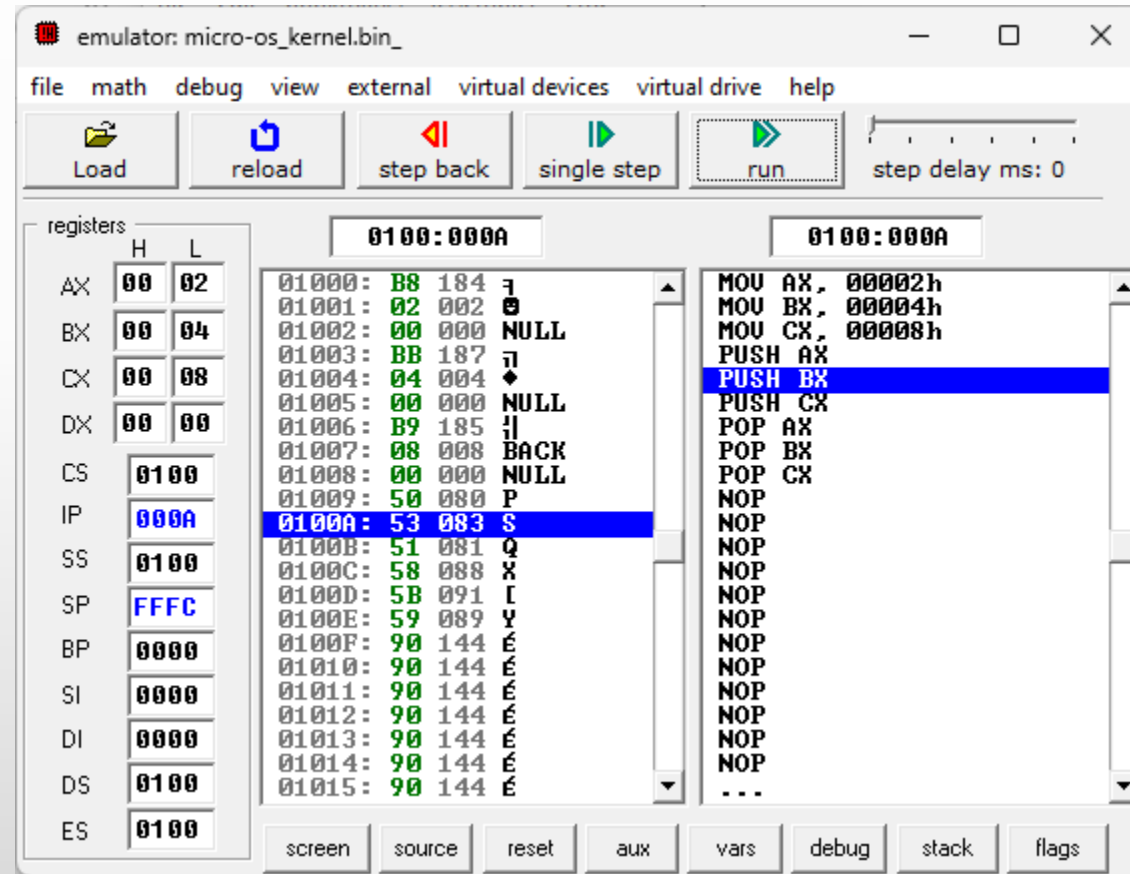 emulator: micro-os_kernel.bin_
file math debug view external virtual devices virtual drive help
Load reload step back single step run step delay ms: 0
registers
H L
AX 00 02
BX 00 04
CX 00 08
DX 00 00
CS 0100
IP 000A
SS 0100
SP FFFC
BP 0000
SI 0000
DI 0000
DS 0100
ES 0100
0100:000A
01000: B8 184 ╕
01001: 02 002 ☻
01002: 00 000 NULL
01003: BB 187 ╗
01004: 04 004 ♦
01005: 00 000 NULL
01006: B9 185 ╣
01007: 08 008 BACK
01008: 00 000 NULL
01009: 50 080 P
0100A: 53 083 S
0100B: 51 081 Q
0100C: 58 088 X
0100D: 5B 091 [
0100E: 59 089 Y
0100F: 90 144 É
01010: 90 144 É
01011: 90 144 É
01012: 90 144 É
01013: 90 144 É
01014: 90 144 É
01015: 90 144 É
0100:000A
MOV AX, 00002h
MOV BX, 00004h
MOV CX, 00008h
PUSH AX
PUSH BX
PUSH CX
POP AX
POP BX
POP CX
NOP
NOP
NOP
NOP
NOP
NOP
NOP
NOP
NOP
NOP
NOP
NOP
...
screen source reset aux vars debug stack flags